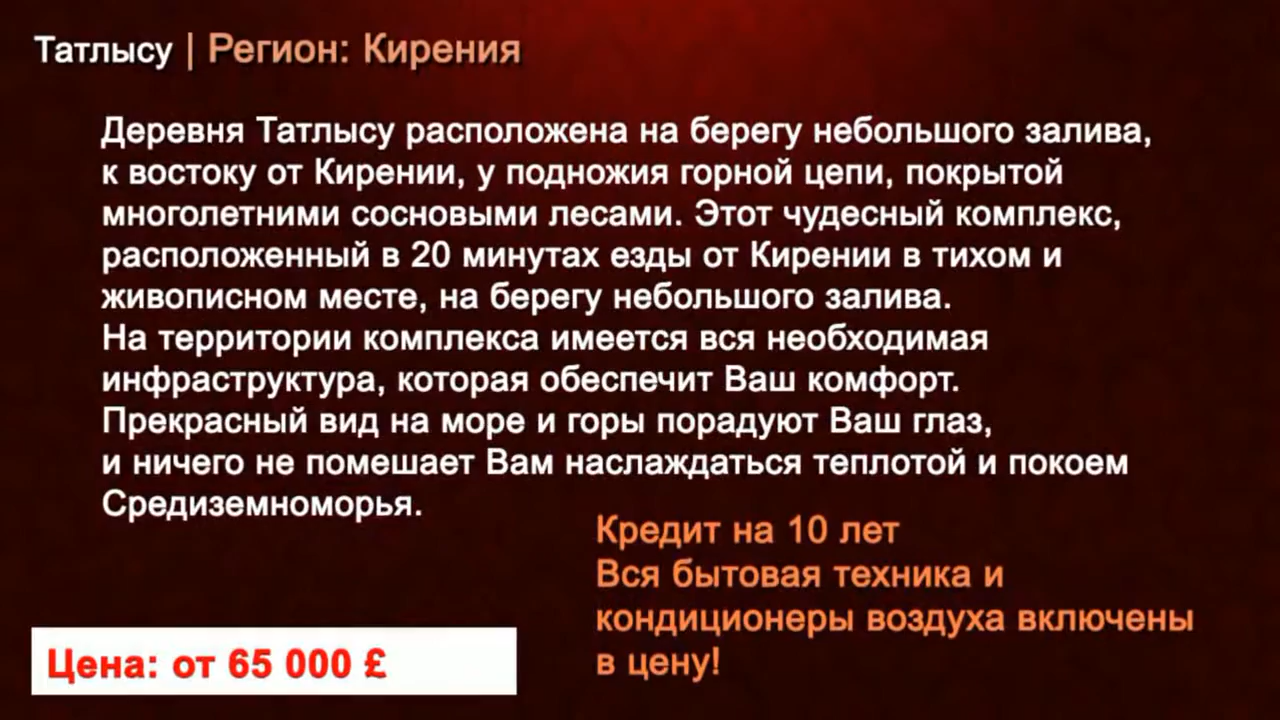 Татлысу | Регион: Кирения
Деревня Татлысу расположена на берегу небольшого залива,
к востоку от Кирении, у подножия горной цепи, покрытой
многолетними сосновыми лесами. Этот чудесный комплекс,
расположенный в 20 минутах езды от Кирении в тихом и
живописном месте, на берегу небольшого залива.
На территории комплекса имеется вся необходимая
инфраструктура, которая обеспечит Ваш комфорт.
Прекрасный вид на море и горы порадуют Ваш глаз,
и ничего не помешает Вам наслаждаться теплотой и покоем
Средиземноморья.
Кредит на 10 лет
Вся бытовая техника и
кондиционеры воздуха включены
в цену!
Цена: от 65 000 £